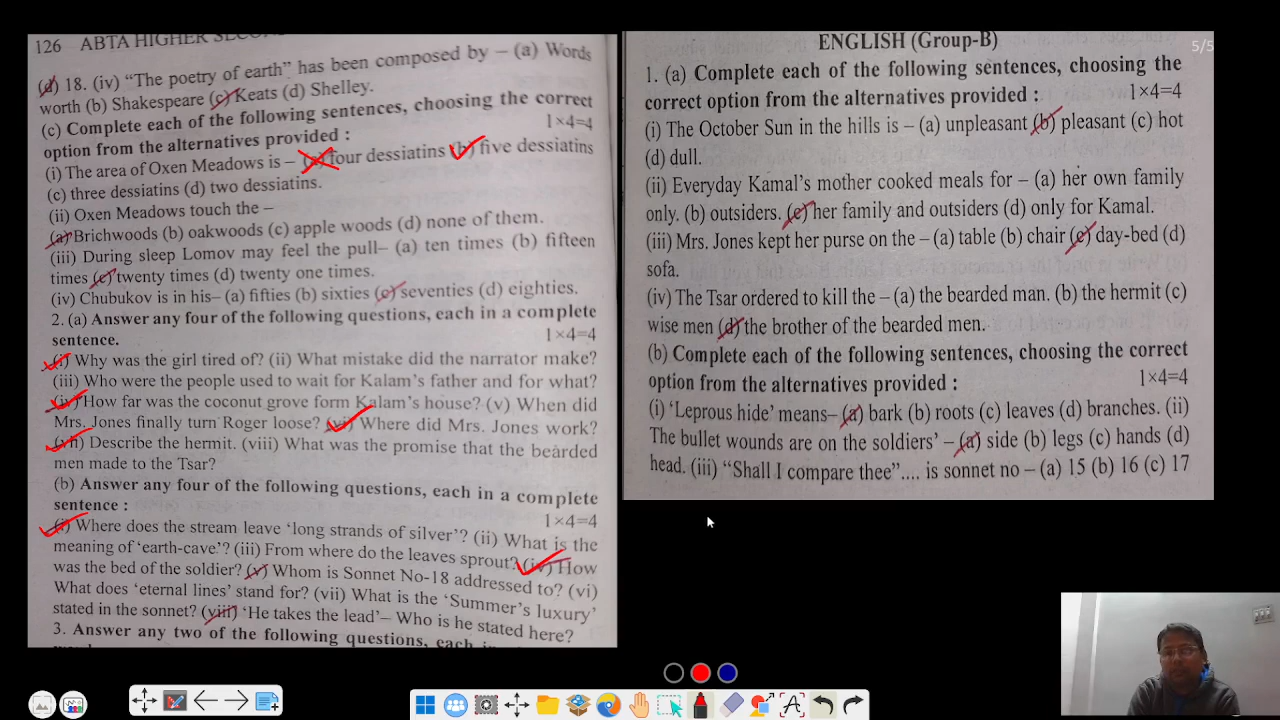 126 ABTA HIGHER SECO
(d) 18. (iv) “The poetry of earth” has been composed by – (a) Words
worth (b) Shakespeare (c) Keats (d) Shelley.
(c) Complete each of the following sentences, choosing the correct
option from the alternatives provided : 1×4=4
(i) The area of Oxen Meadows is – (a) four dessiatins (b) five dessiatins
(c) three dessiatins (d) two dessiatins.
(ii) Oxen Meadows touch the –
(a) Brichwoods (b) oakwoods (c) apple woods (d) none of them.
(iii) During sleep Lomov may feel the pull– (a) ten times (b) fifteen
times (c) twenty times (d) twenty one times.
(iv) Chubukov is in his– (a) fifties (b) sixties (c) seventies (d) eighties.
2. (a) Answer any four of the following questions, each in a complete
sentence. 1×4=4
(i) Why was the girl tired of? (ii) What mistake did the narrator make?
(iii) Who were the people used to wait for Kalam’s father and for what?
(iv) How far was the coconut grove form Kalam’s house? (v) When did
Mrs. Jones finally turn Roger loose? (vi) Where did Mrs. Jones work?
(vii) Describe the hermit. (viii) What was the promise that the bearded
men made to the Tsar?
(b) Answer any four of the following questions, each in a complete
sentence : 1×4=4
(i) Where does the stream leave ‘long strands of silver’? (ii) What is the
meaning of ‘earth-cave’? (iii) From where do the leaves sprout? (iv) How
was the bed of the soldier? (v) Whom is Sonnet No-18 addressed to? (vi)
What does ‘eternal lines’ stand for? (vii) What is the ‘Summer’s luxury’
stated in the sonnet? (viii) ‘He takes the lead’– Who is he stated here?
3. Answer any two of the following questions, each in
ENGLISH (Group-B)
5/5
1. (a) Complete each of the following sentences, choosing the
correct option from the alternatives provided : 1×4=4
(i) The October Sun in the hills is – (a) unpleasant (b) pleasant (c) hot
(d) dull.
(ii) Everyday Kamal’s mother cooked meals for – (a) her own family
only. (b) outsiders. (c) her family and outsiders (d) only for Kamal.
(iii) Mrs. Jones kept her purse on the – (a) table (b) chair (c) day-bed (d)
sofa.
(iv) The Tsar ordered to kill the – (a) the bearded man. (b) the hermit (c)
wise men (d) the brother of the bearded men.
(b) Complete each of the following sentences, choosing the correct
option from the alternatives provided : 1×4=4
(i) ‘Leprous hide’ means– (a) bark (b) roots (c) leaves (d) branches. (ii)
The bullet wounds are on the soldiers’ – (a) side (b) legs (c) hands (d)
head. (iii) “Shall I compare thee”.... is sonnet no – (a) 15 (b) 16 (c) 17